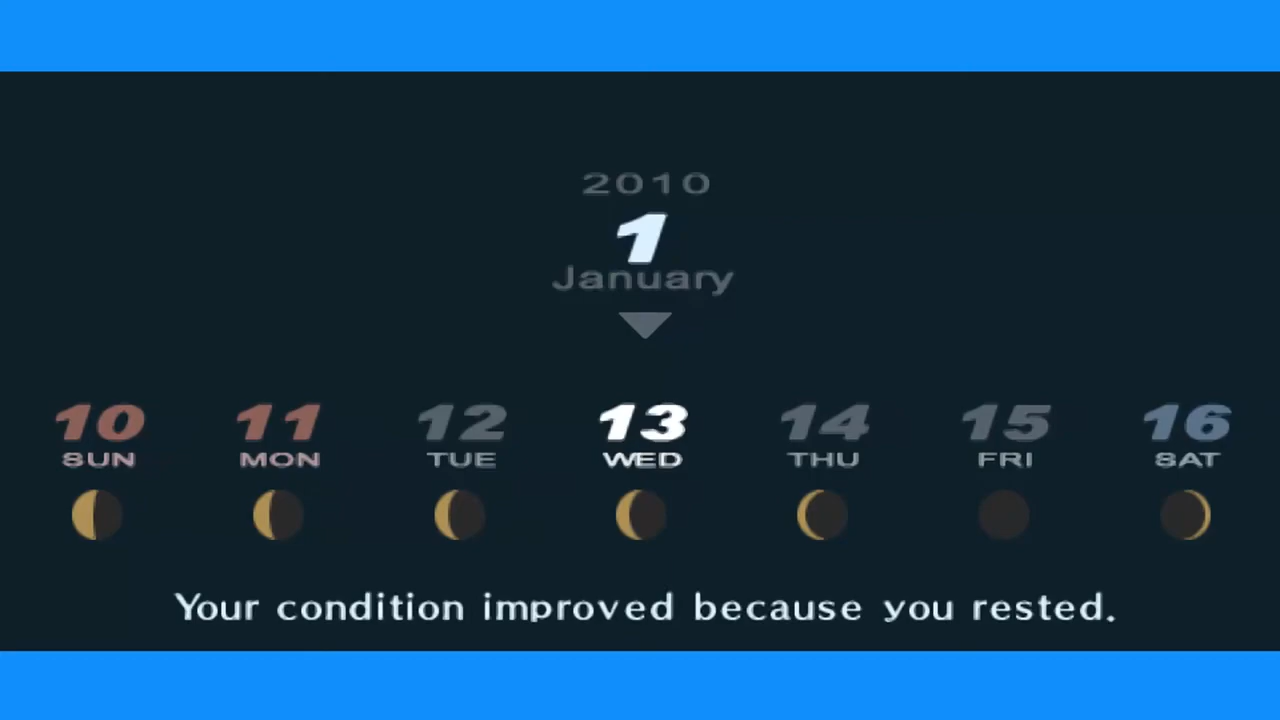 2010
1
January
10 11 12 13 14 15 16
SUN MON TUE WED THU FRI SAT
Your condition improved because you rested.